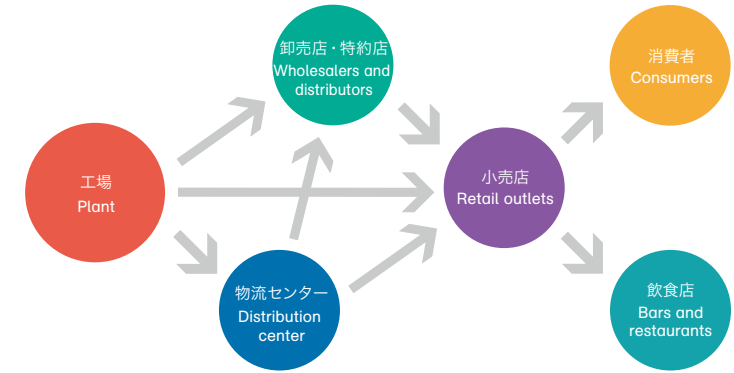 工場
Plant
卸売店・特約店
Wholesalers and
distributors
物流センター
Distribution
center
小売店
Retail outlets
消費者
Consumers
飲食店
Bars and
restaurants